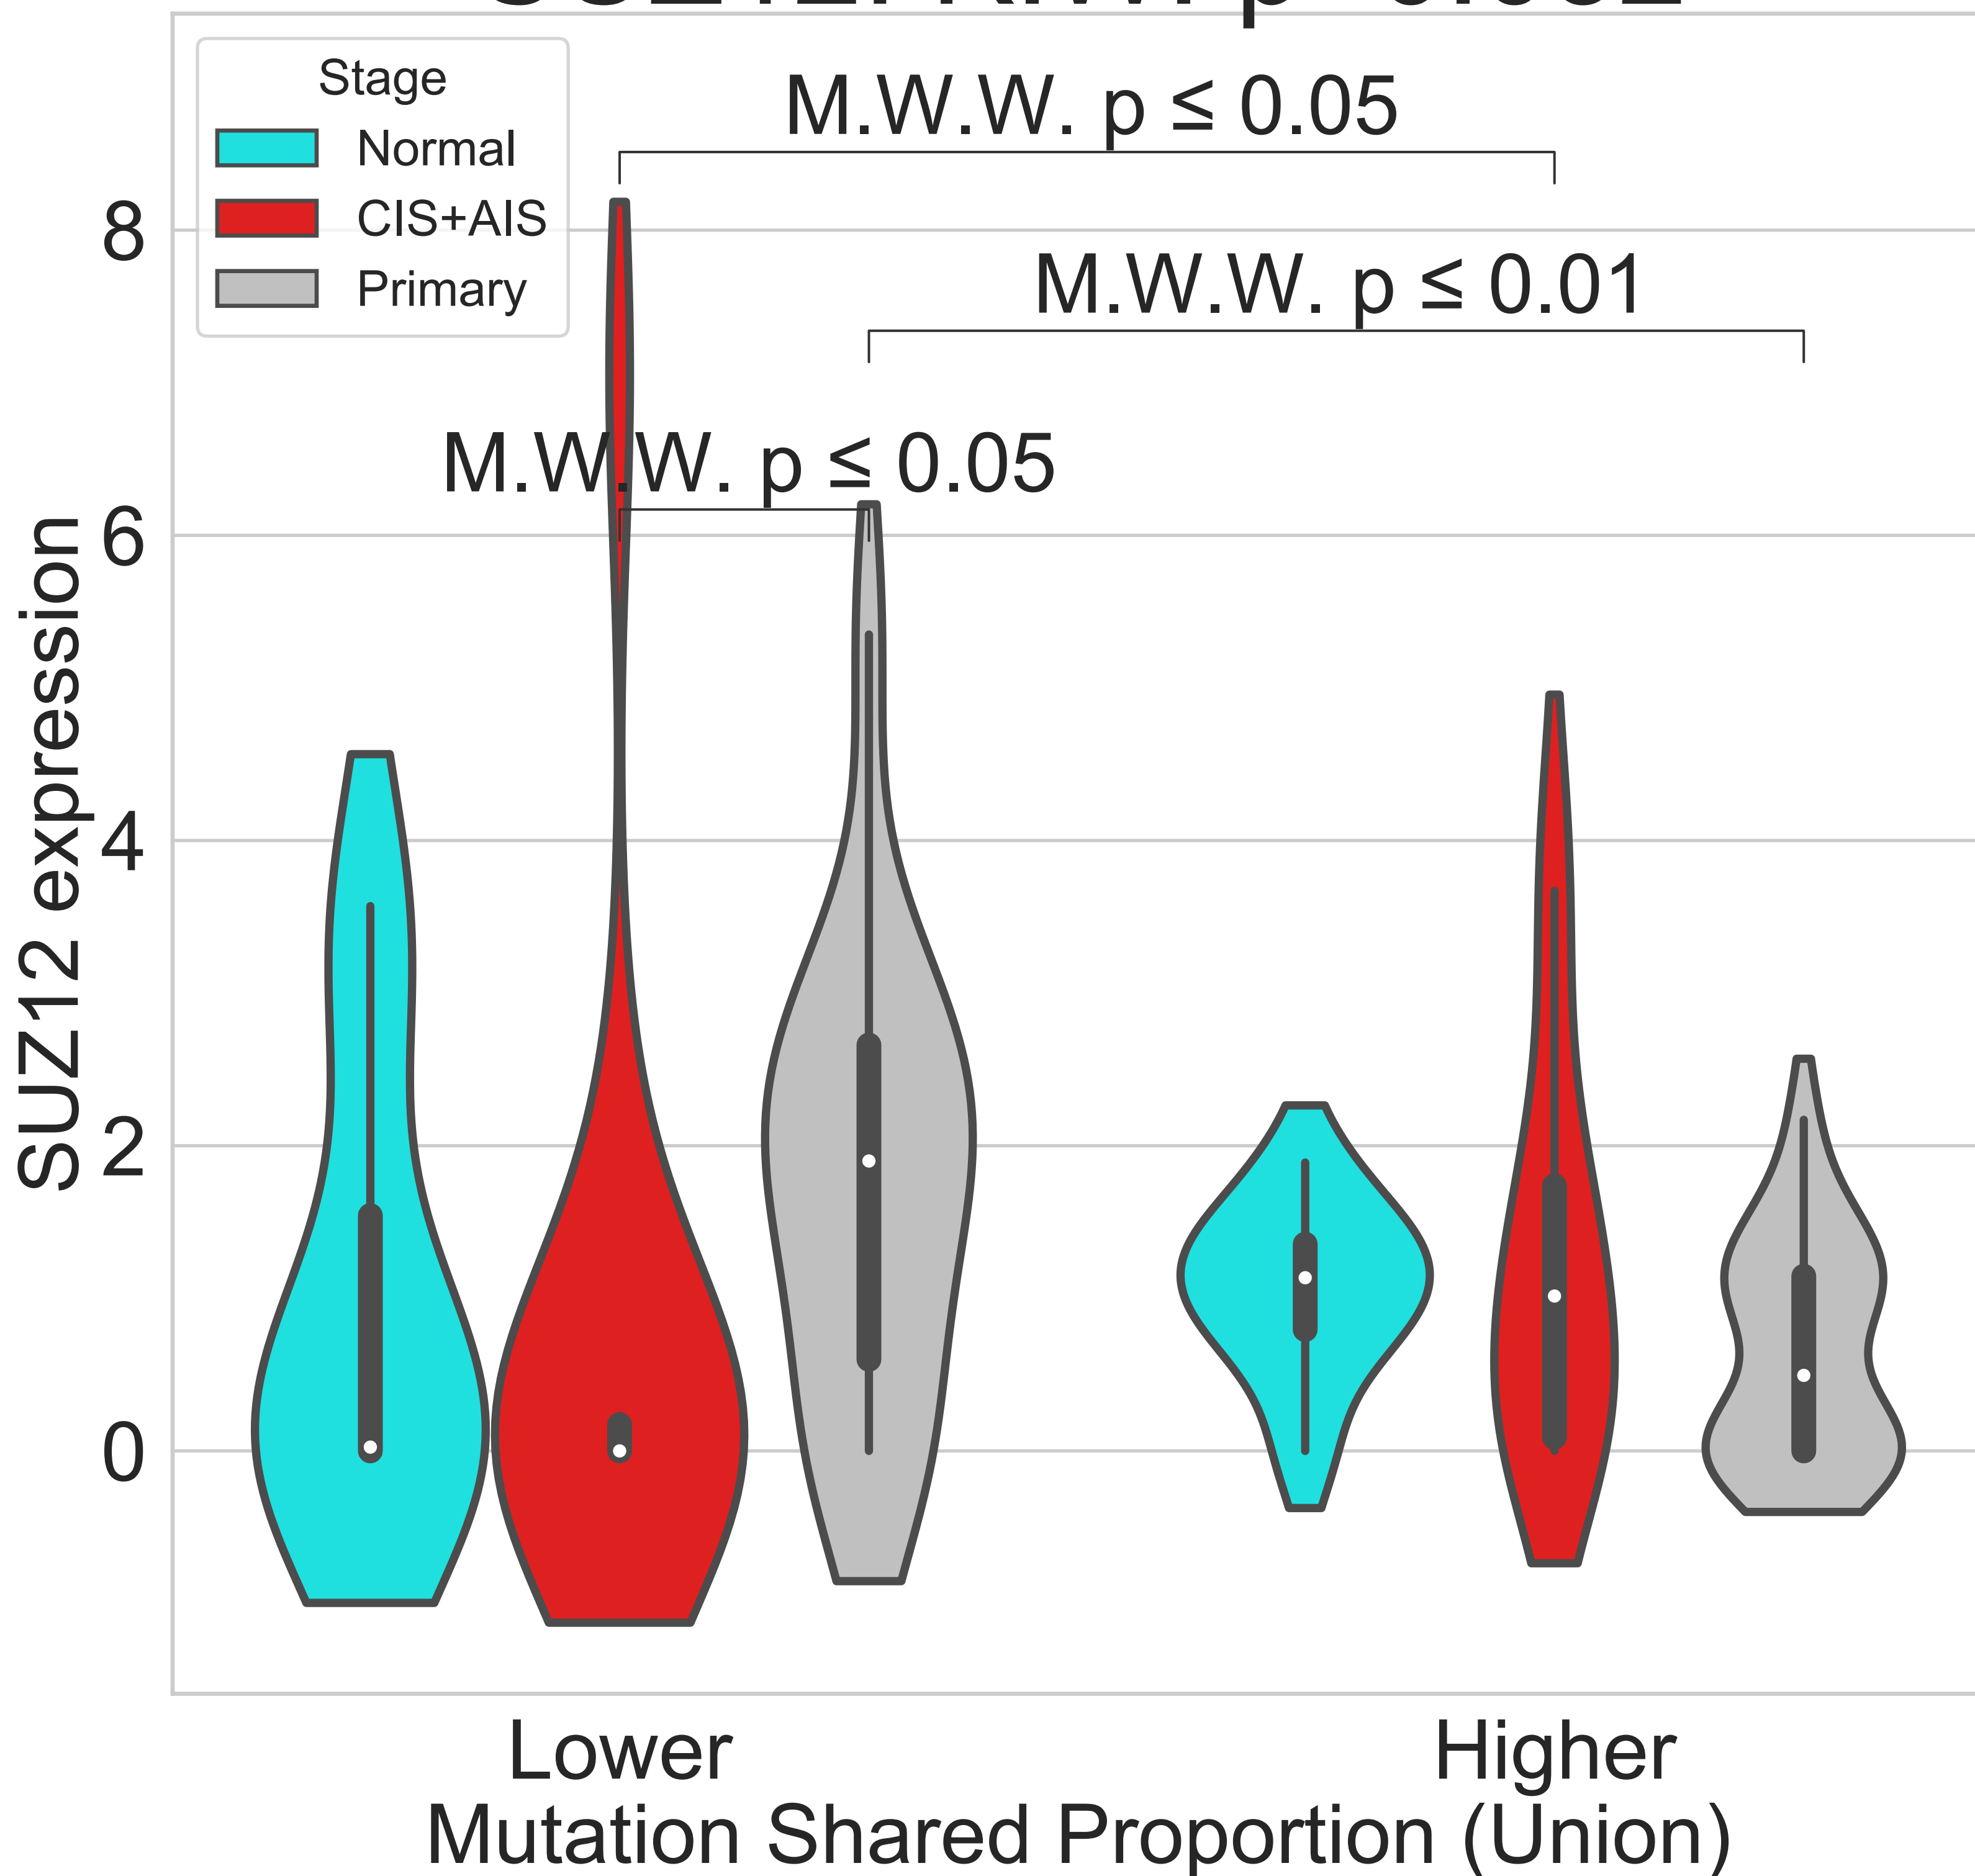 Stage
Normal
CIS+AIS
Primary
M.W.W. p ≤ 0.05
M.W.W. p ≤ 0.01
M.W.W. p ≤ 0.05
SUZ12 expression
8
6
4
2
0
Lower
Higher
Mutation Shared Proportion (Union)